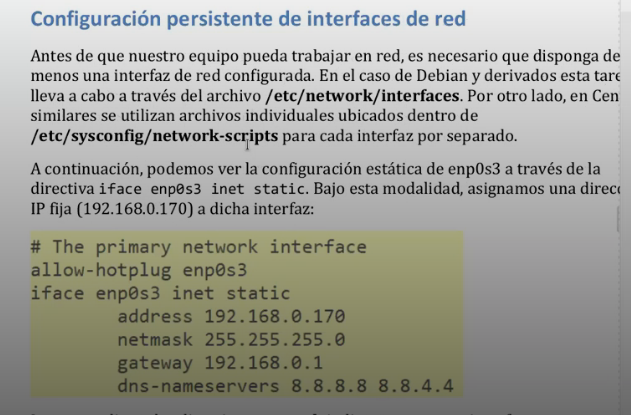 Configuración persistente de interfaces de red
Antes de que nuestro equipo pueda trabajar en red, es necesario que disponga de
menos una interfaz de red configurada. En el caso de Debian y derivados esta tare
lleva a cabo a través del archivo /etc/network/interfaces. Por otro lado, en Cen
similares se utilizan archivos individuales ubicados dentro de
/etc/sysconfig/network-scripts para cada interfaz por separado.
A continuación, podemos ver la configuración estática de enp0s3 a través de la
directiva iface enp0s3 inet static. Bajo esta modalidad, asignamos una direc
IP fija (192.168.0.170) a dicha interfaz:
# The primary network interface
allow-hotplug enp0s3
iface enp0s3 inet static
address 192.168.0.170
netmask 255.255.255.0
gateway 192.168.0.1
dns-nameservers 8.8.8.8 8.8.4.4